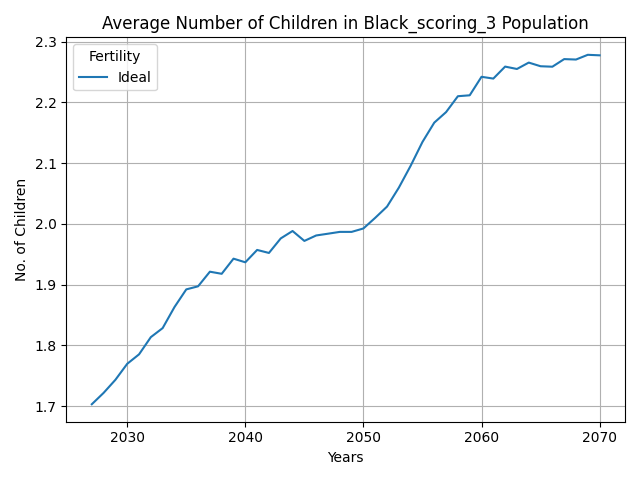 Average Number of Children in Black_scoring_3 Population
2.3
2.2
2.1
2.0
1.9
1.8
1.7
No. of Children
Fertility
Ideal
2030 2040 2050 2060 2070
Years